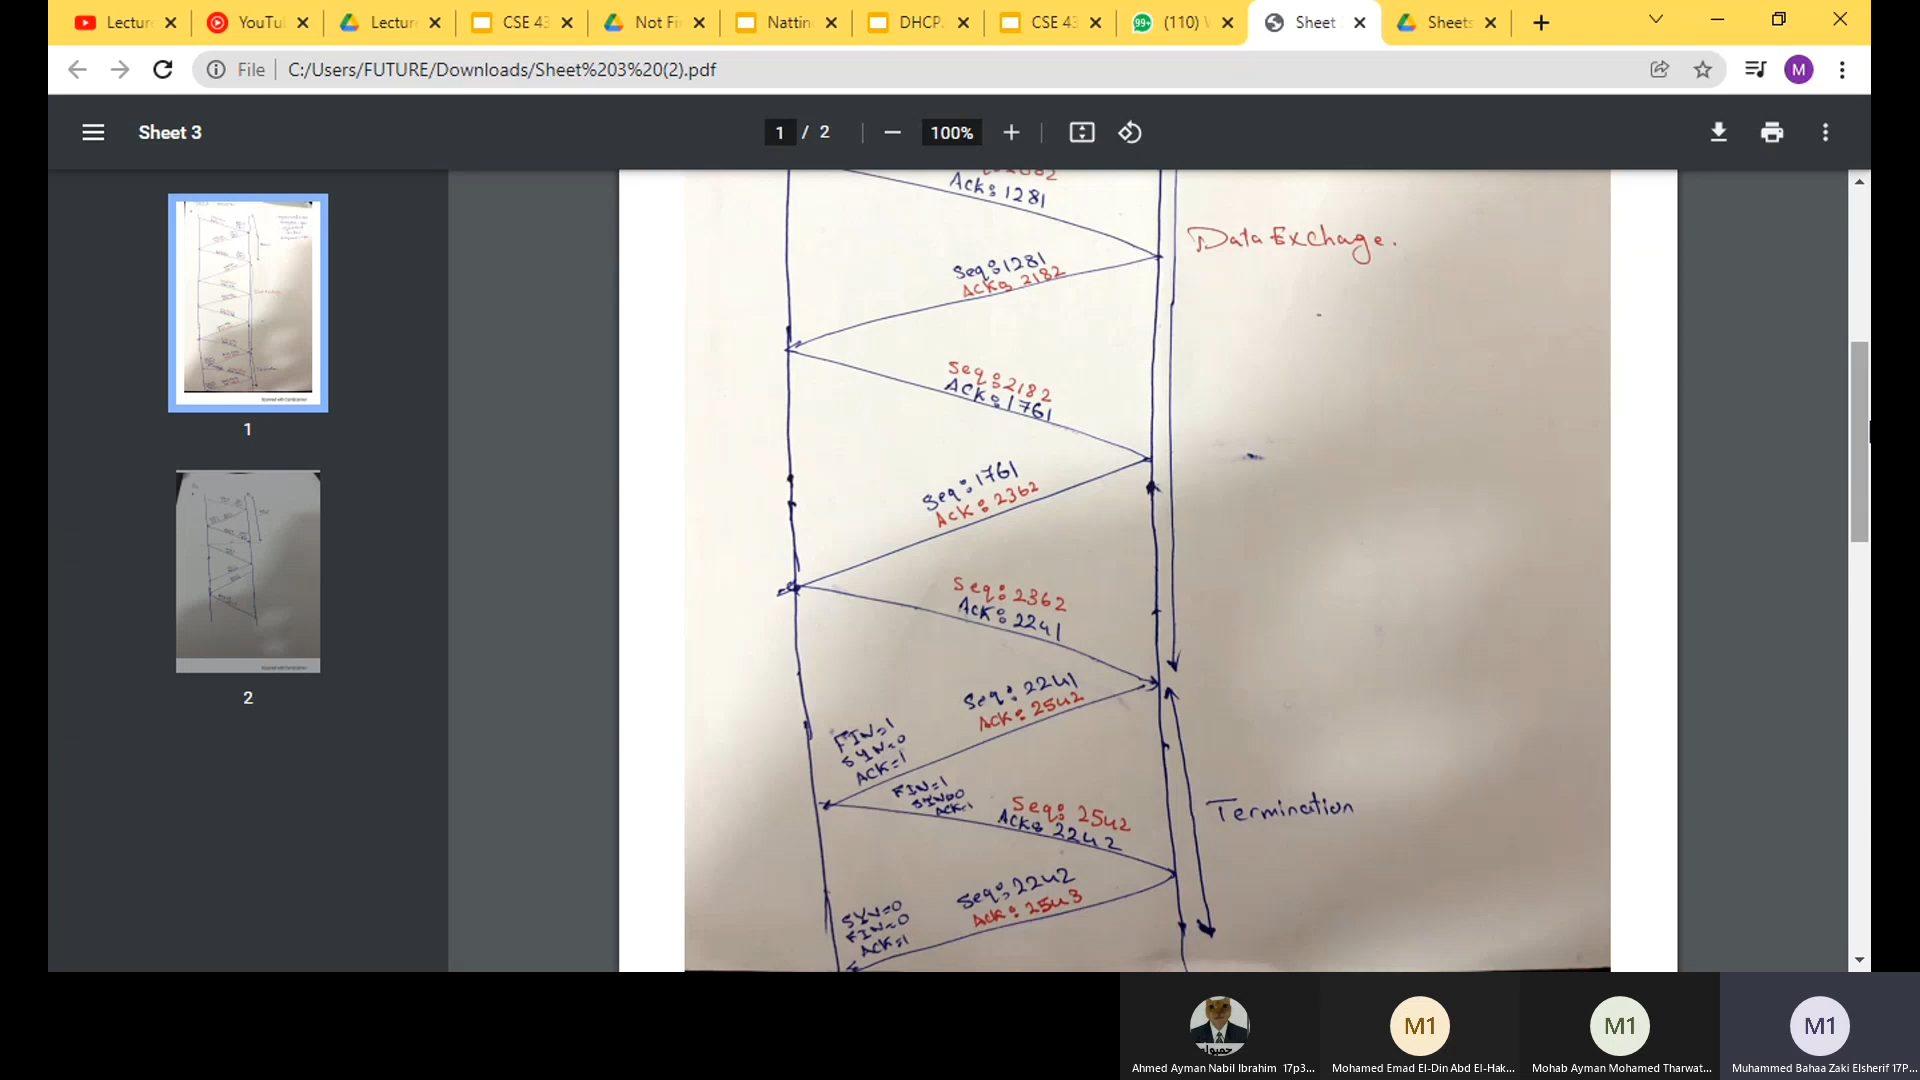 Lectur
YouTu
Lectur
CSE 43
Not Fi
Nattin
DHCP.
CSE 43
99+
(110)
Sheet
Sheets
File
C:/Users/FUTURE/Downloads/Sheet%203%20(2).pdf
M
Sheet 3
1 / 2
100%
1
2
Ack: 1281
Data Exchage.
Seq: 1281
Ack: 2182
Seq: 2182
Ack: 1761
Seq: 1761
Ack: 2362
Seq: 2362
Ack: 2241
Seq: 2241
Ack: 2542
FIN=1
SYN=0
ACK=1
FIN=1
SYN=0
ACK=1
Seq: 2542
Ack: 2242
Termination
Seq: 2242
Ack: 2543
SYN=0
FIN=0
ACK=1
M1
M1
M1
Ahmed Ayman Nabil Ibrahim 17p3...
Mohamed Emad El-Din Abd El-Hak...
Mohab Ayman Mohamed Tharwat...
Muhammed Bahaa Zaki Elsherif 17P...